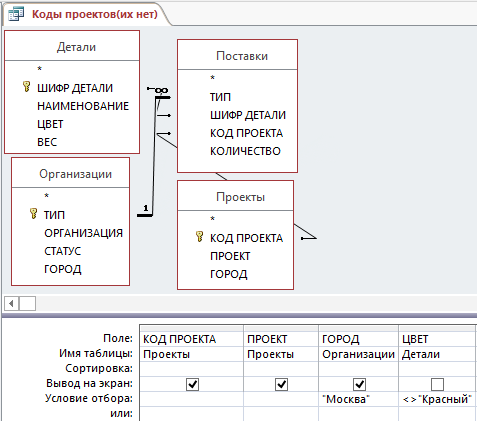 Коды проектов(их нет)
Детали
*
ШИФР ДЕТАЛИ
НАИМЕНОВАНИЕ
ЦВЕТ
ВЕС
Поставки
*
ТИП
ШИФР ДЕТАЛИ
КОД ПРОЕКТА
КОЛИЧЕСТВО
Организации
*
ТИП
ОРГАНИЗАЦИЯ
СТАТУС
ГОРОД
1
∞
Проекты
*
КОД ПРОЕКТА
ПРОЕКТ
ГОРОД
Поле: КОД ПРОЕКТА ПРОЕКТ ГОРОД ЦВЕТ
Имя таблицы: Проекты Проекты Организации Детали
Сортировка:
Вывод на экран:
Условие отбора: "Москва" <>"Красный"
или: